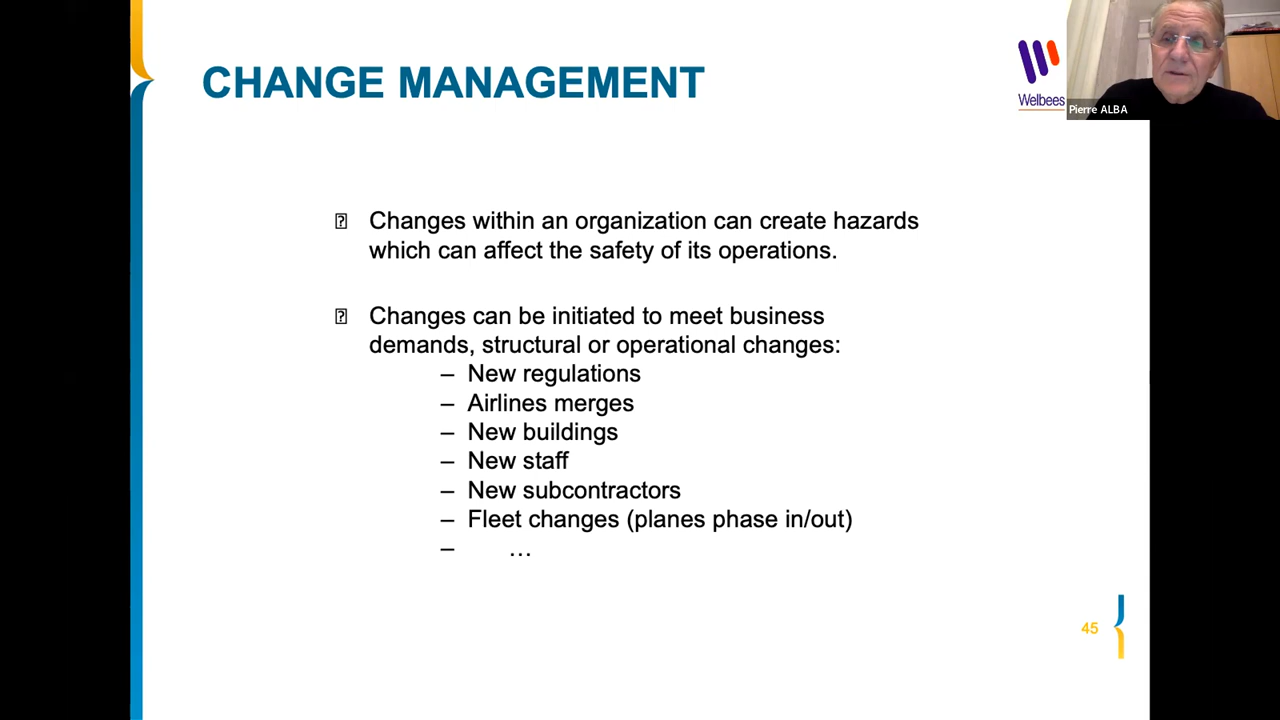 CHANGE MANAGEMENT
Welbees
Pierre ALBA
Changes within an organization can create hazards
which can affect the safety of its operations.
Changes can be initiated to meet business
demands, structural or operational changes:
– New regulations
– Airlines merges
– New buildings
– New staff
– New subcontractors
– Fleet changes (planes phase in/out)
– …
45